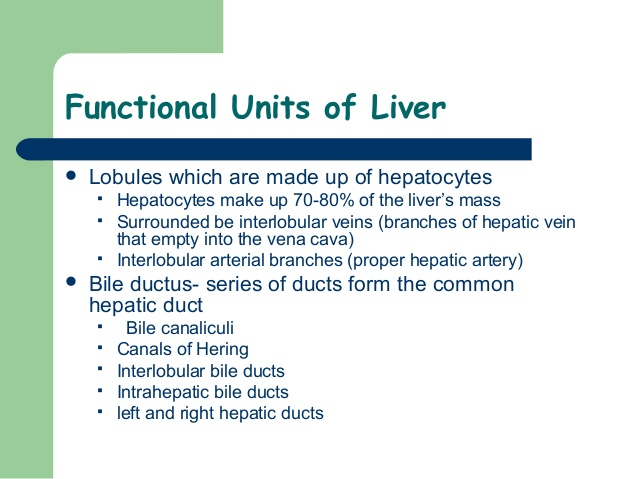 Functional Units of Liver
Lobules which are made up of hepatocytes
Hepatocytes make up 70-80% of the liver's mass
Surrounded be interlobular veins (branches of hepatic vein
that empty into the vena cava)
Interlobular arterial branches (proper hepatic artery)
Bile ductus- series of ducts form the common
hepatic duct
Bile canaliculi
Canals of Hering
Interlobular bile ducts
Intrahepatic bile ducts
left and right hepatic ducts